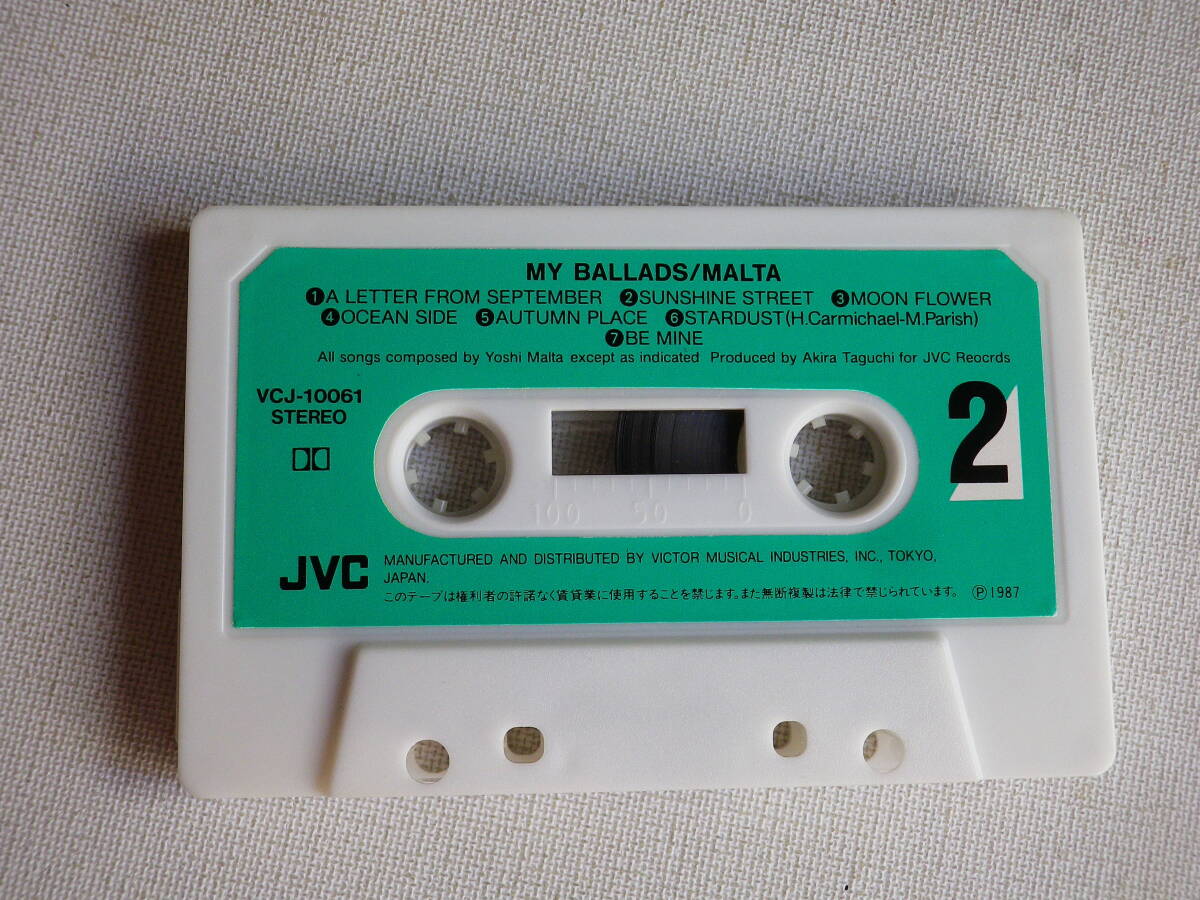 MY BALLADS/MALTA
❶A LETTER FROM SEPTEMBER ❷SUNSHINE STREET ❸MOON FLOWER
❹OCEAN SIDE ❺AUTUMN PLACE ❻STARDUST(H.Carmichael-M.Parish)
❼BE MINE
All songs composed by Yoshi Malta except as indicated Produced by Akira Taguchi for JVC Reocrds
VCJ-10061
STEREO
2
100 50 0
JVC
MANUFACTURED AND DISTRIBUTED BY VICTOR MUSICAL INDUSTRIES, INC., TOKYO,
JAPAN.
このテープは権利者の許諾なく賃貸業に使用することを禁じます。また無断複製は法律で禁じられています。 Ⓟ1987